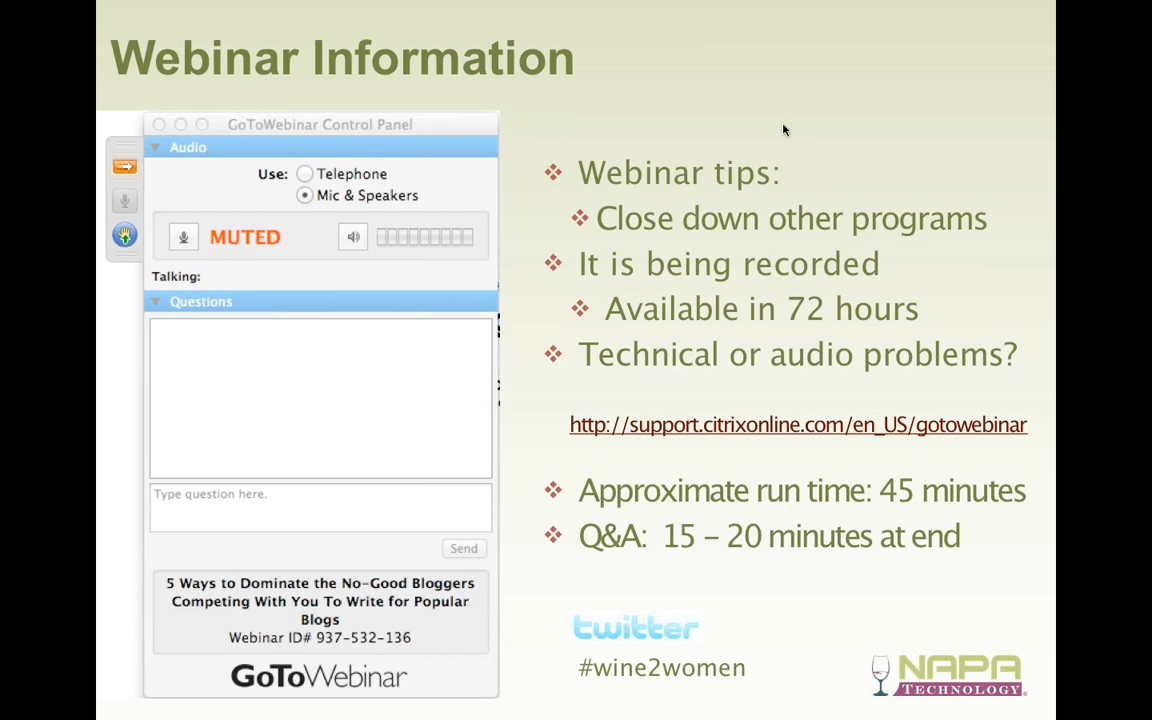 Webinar Information
GoToWebinar Control Panel
Audio
Use: Telephone
Mic & Speakers
MUTED
Talking:
Questions
Type question here.
Send
5 Ways to Dominate the No-Good Bloggers
Competing With You To Write for Popular
Blogs
Webinar ID# 937-532-136
GoToWebinar
Webinar tips:
Close down other programs
It is being recorded
Available in 72 hours
Technical or audio problems?
http://support.citrixonline.com/en_US/gotowebinar
Approximate run time: 45 minutes
Q&A: 15 – 20 minutes at end
twitter
#wine2women
NAPA
TECHNOLOGY